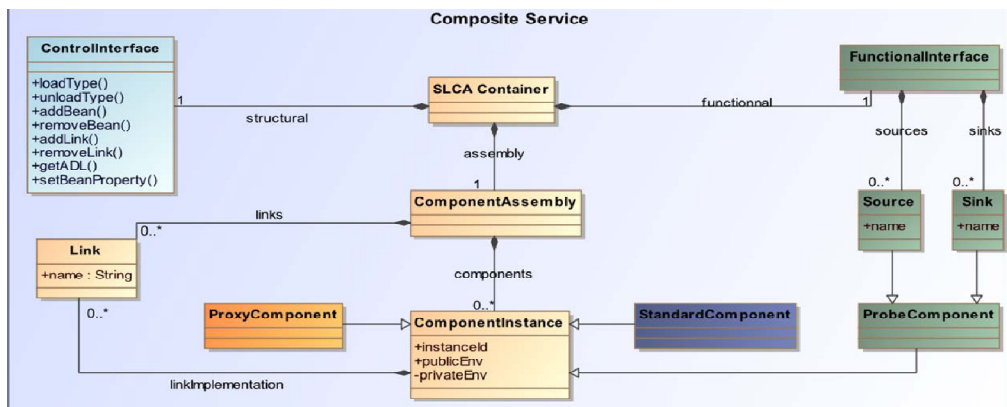 Composite Service
ControlInterface
+loadType()
+unloadType()
+addBean()
+removeBean()
+addLink()
+removeLink()
+getADL()
+setBeanProperty()
1
structural
SLCA Container
functionnal
1
FunctionalInterface
sources
sinks
assembly
1
0..*
0..*
ComponentAssembly
Source
+name
Sink
+name
links
0..*
Link
+name : String
0..*
components
0..*
ProxyComponent
ComponentInstance
+instanceId
+publicEnv
-privateEnv
StandardComponent
ProbeComponent
linkImplementation